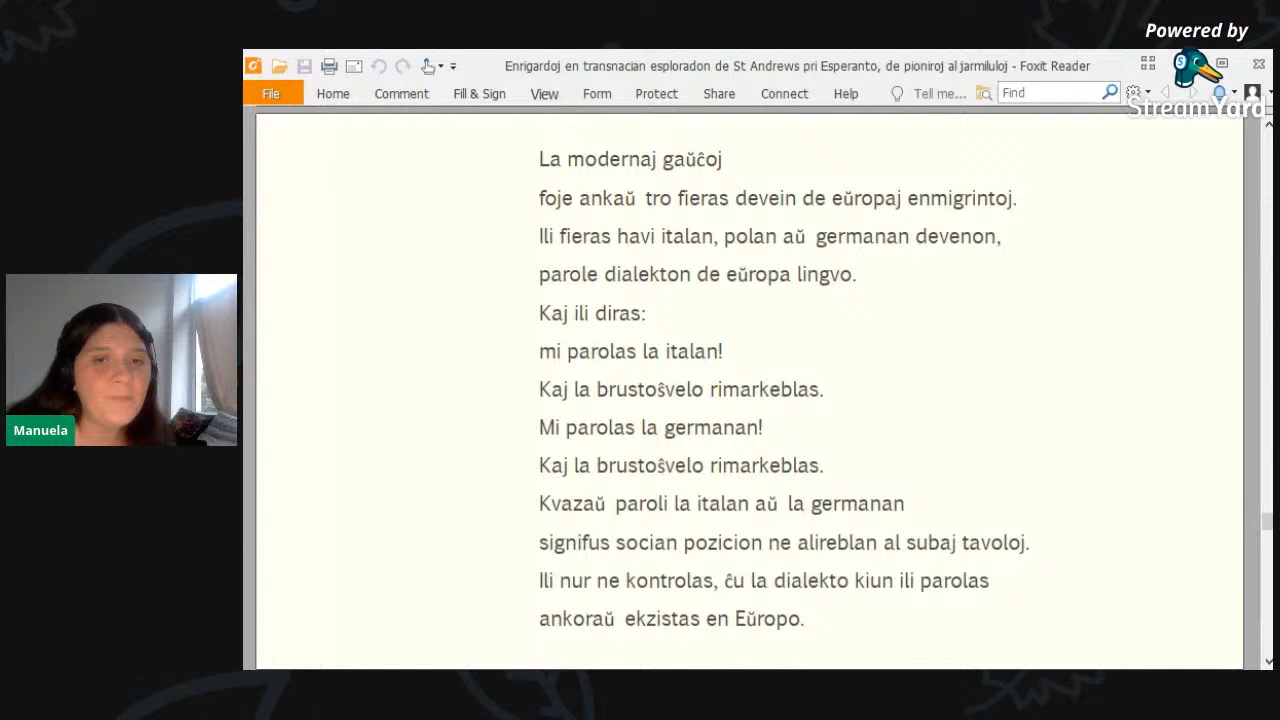 Powered by
StreamYard
Enrigardoj en transnacian esploradon de St Andrews pri Esperanto, de pioniroj al jarmiluloj - Foxit Reader
File Home Comment Fill & Sign View Form Protect Share Connect Help Tell me... Find
La modernaj gaŭĉoj
foje ankaŭ tro fieras devein de eŭropaj enmigrintoj.
Ili fieras havi italan, polan aŭ germanan devenon,
parole dialekton de eŭropa lingvo.
Kaj ili diras:
mi parolas la italan!
Kaj la brustoŝvelo rimarkeblas.
Mi parolas la germanan!
Kaj la brustoŝvelo rimarkeblas.
Kvazaŭ paroli la italan aŭ la germanan
signifus socian pozicion ne alireblan al subaj tavoloj.
Ili nur ne kontrolas, ĉu la dialekto kiun ili parolas
ankoraŭ ekzistas en Eŭropo.
Manuela